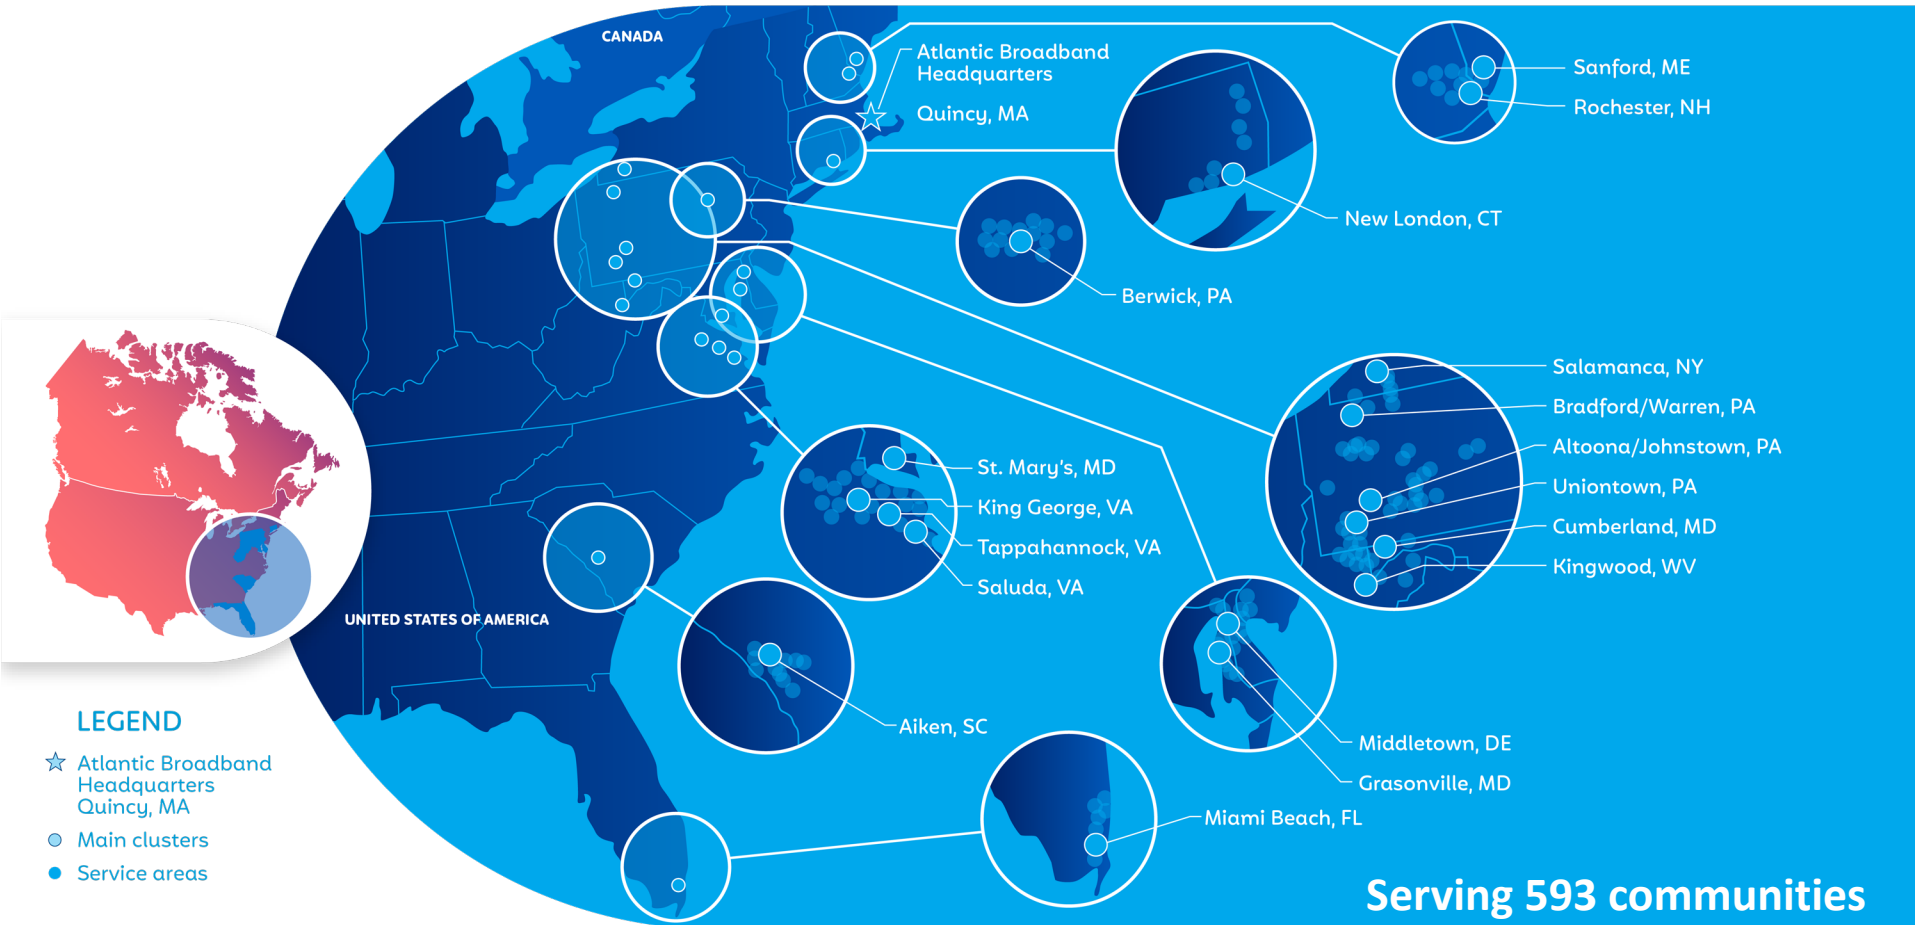 CANADA
Atlantic Broadband
Headquarters
Quincy, MA
Sanford, ME
Rochester, NH
New London, CT
Berwick, PA
Salamanca, NY
Bradford/Warren, PA
Altoona/Johnstown, PA
Uniontown, PA
Cumberland, MD
Kingwood, WV
St. Mary's, MD
King George, VA
Tappahannock, VA
Saluda, VA
UNITED STATES OF AMERICA
Aiken, SC
Middletown, DE
Grasonville, MD
Miami Beach, FL
LEGEND
Atlantic Broadband
Headquarters
Quincy, MA
Main clusters
Service areas
Serving 593 communities